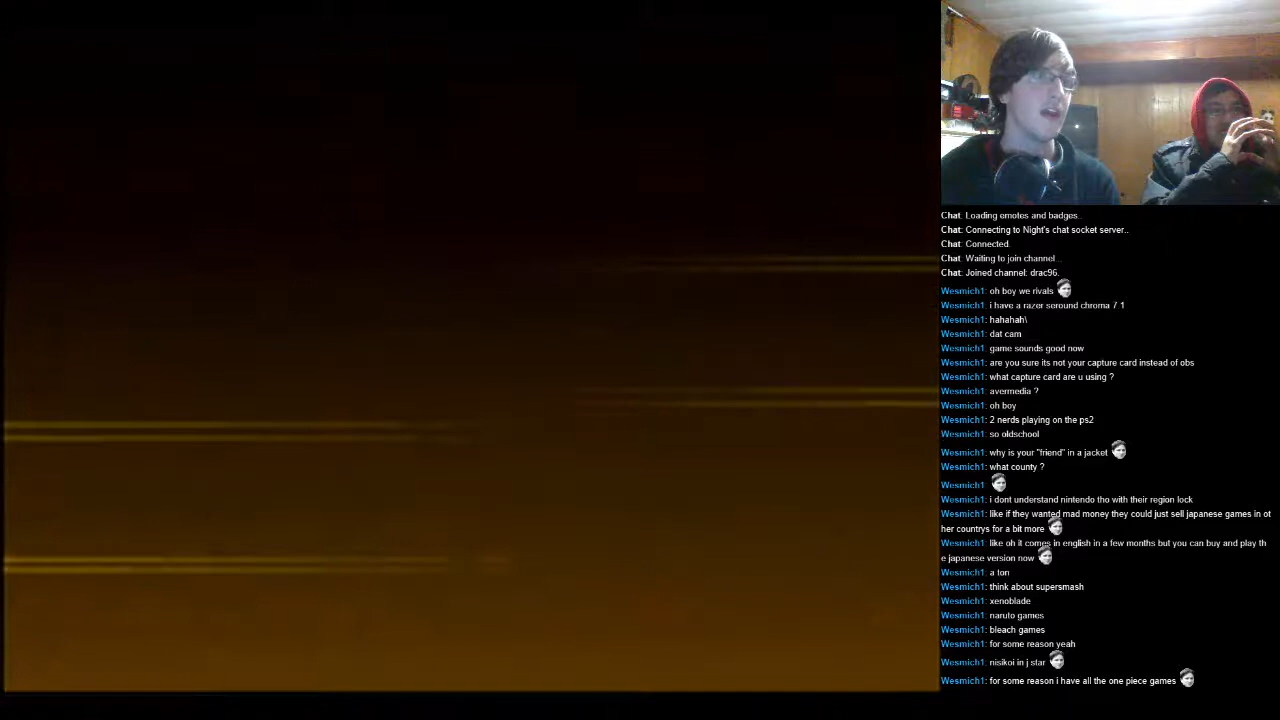 Chat: Loading emotes and badges..
Chat: Connecting to Night's chat socket server..
Chat: Connected.
Chat: Waiting to join channel...
Chat: Joined channel: drac96.
Wesmich1: oh boy we rivals
Wesmich1: i have a razer seround chroma 7 1
Wesmich1: hahahah\
Wesmich1: dat cam
Wesmich1: game sounds good now
Wesmich1: are you sure its not your capture card instead of obs
Wesmich1: what capture card are u using ?
Wesmich1: avermedia ?
Wesmich1: oh boy
Wesmich1: 2 nerds playing on the ps2
Wesmich1: so oldschool
Wesmich1: why is your "friend" in a jacket
Wesmich1: what county ?
Wesmich1:
Wesmich1: i dont understand nintendo tho with their region lock
Wesmich1: like if they wanted mad money they could just sell japanese games in ot
her countrys for a bit more
Wesmich1: like oh it comes in english in a few months but you can buy and play th
e japanese version now
Wesmich1: a ton
Wesmich1: think about supersmash
Wesmich1: xenoblade
Wesmich1: naruto games
Wesmich1: bleach games
Wesmich1: for some reason yeah
Wesmich1: nisikoi in j star
Wesmich1: for some reason i have all the one piece games